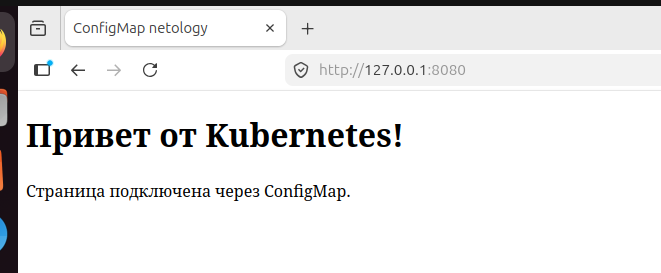 ConfigMap netology
http://127.0.0.1:8080
Привет от Kubernetes!
Страница подключена через ConfigMap.